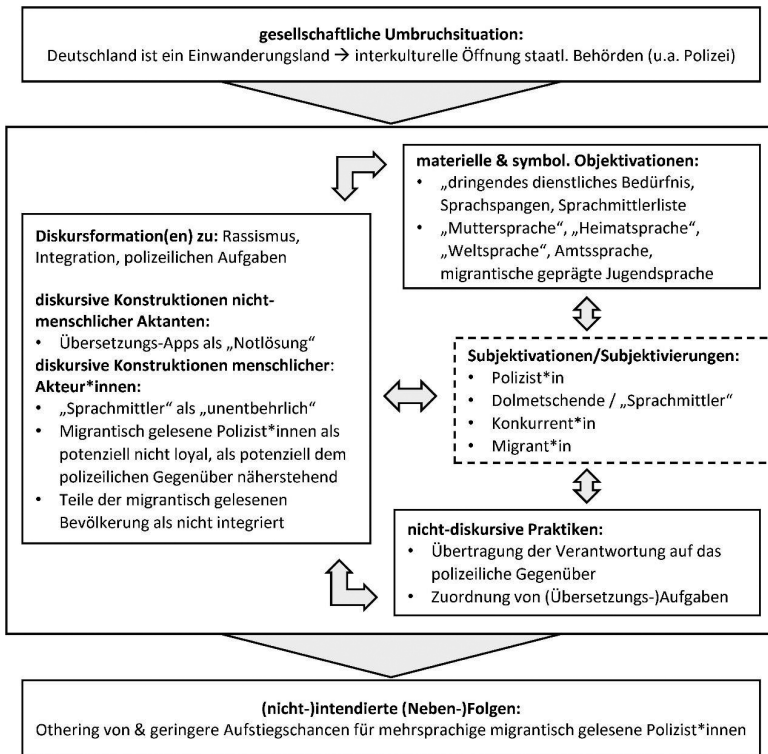 gesellschaftliche Umbruchsituation:
Deutschland ist ein Einwanderungsland → interkulturelle Öffnung staatl. Behörden (u.a. Polizei)
Diskursformation(en) zu: Rassismus,
Integration, polizeilichen Aufgaben
diskursive Konstruktionen nicht-
menschlicher Aktanten:
• Übersetzungs-Apps als „Notlösung“
diskursive Konstruktionen menschlicher:
Akteur*innen:
• „Sprachmittler“ als „unentbehrlich“
• Migrantisch gelesene Polizist*innen als
potenziell nicht loyal, als potenziell dem
polizeilichen Gegenüber näherstehend
• Teile der migrantisch gelesenen
Bevölkerung als nicht integriert
materielle & symbol. Objektivationen:
• „dringendes dienstliches Bedürfnis,
Sprachspangen, Sprachmittlerliste
• „Muttersprache“, „Heimatsprache“,
„Weltsprache“, Amtssprache,
migrantische geprägte Jugendsprache
Subjektivationen/Subjektivierungen:
• Polizist*in
• Dolmetschende / „Sprachmittler“
• Konkurrent*in
• Migrant*in
nicht-diskursive Praktiken:
• Übertragung der Verantwortung auf das
polizeiliche Gegenüber
• Zuordnung von (Übersetzungs-)Aufgaben
(nicht-)intendierte (Neben-)Folgen:
Othering von & geringere Aufstiegschancen für mehrsprachige migrantisch gelesene Polizist*innen